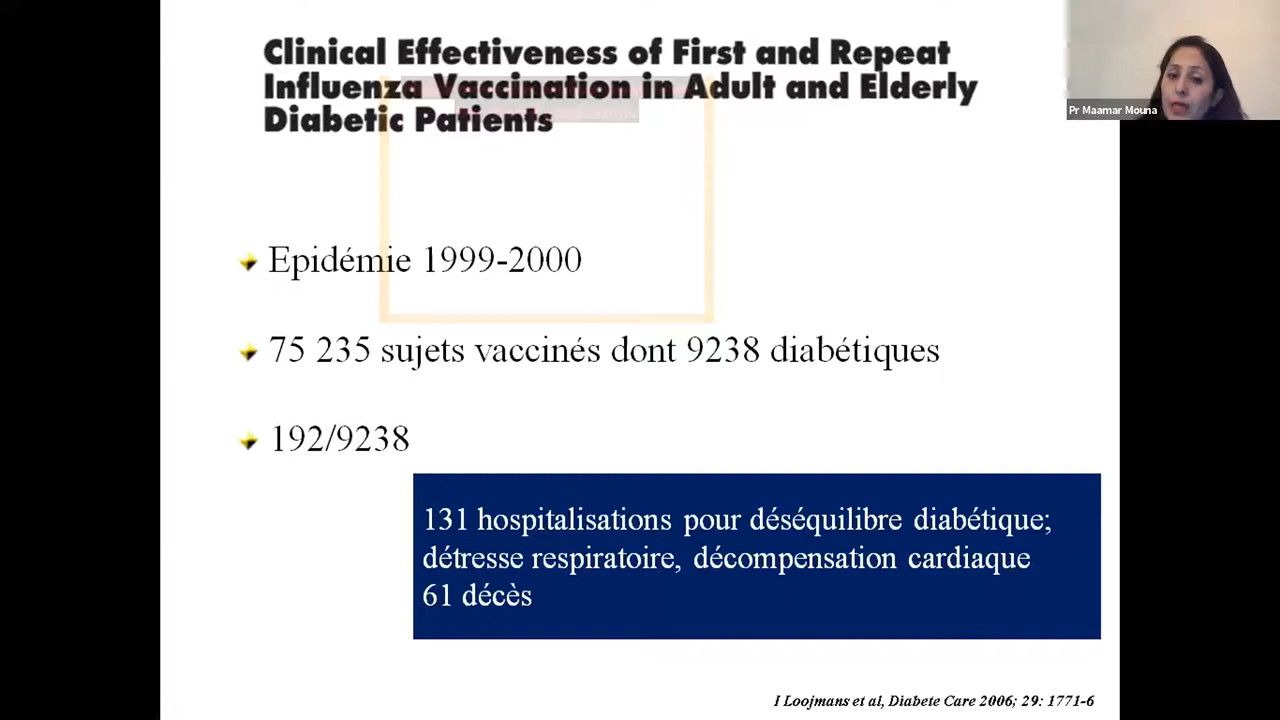 Clinical Effectiveness of First and Repeat
Influenza Vaccination in Adult and Elderly
Diabetic Patients
Pr Maamar Mouna
Epidémie 1999-2000
75 235 sujets vaccinés dont 9238 diabétiques
192/9238
131 hospitalisations pour déséquilibre diabétique;
détresse respiratoire, décompensation cardiaque
61 décès
I Loojmans et al, Diabete Care 2006; 29: 1771-6